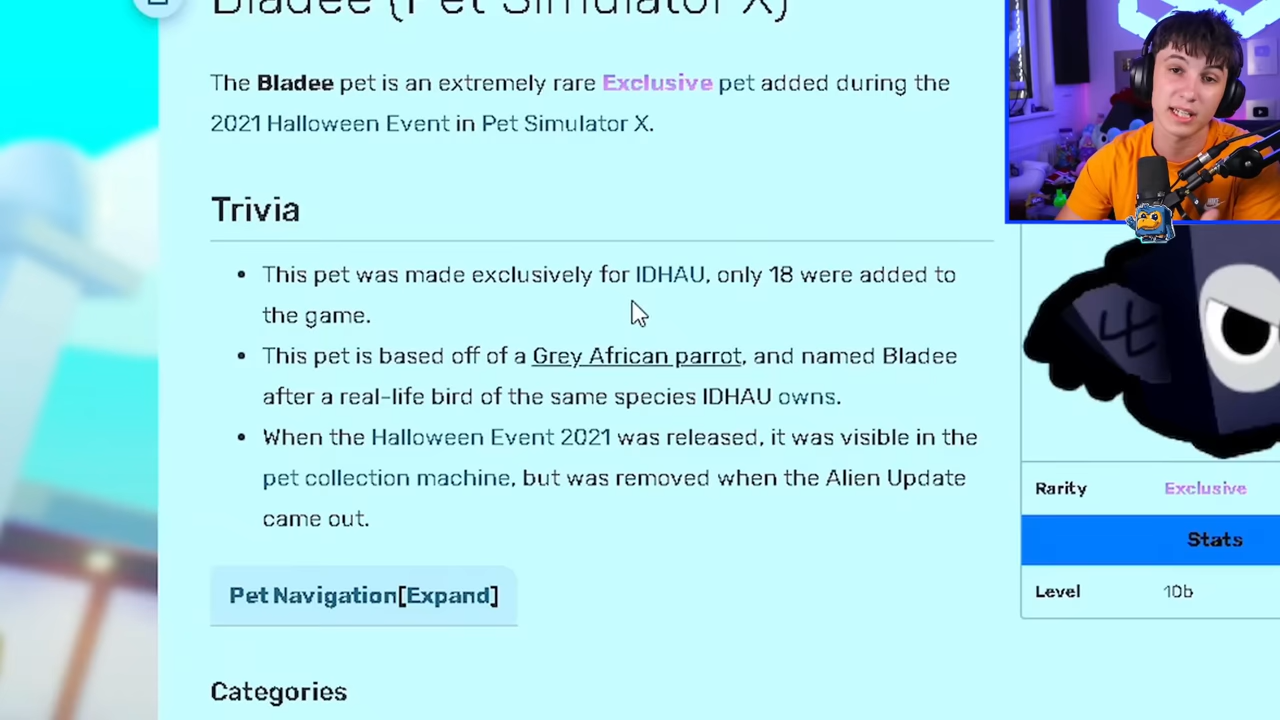 Bladee (Pet Simulator X)
The Bladee pet is an extremely rare Exclusive pet added during the
2021 Halloween Event in Pet Simulator X.
Trivia
This pet was made exclusively for IDHAU, only 18 were added to
the game.
This pet is based off of a Grey African parrot, and named Bladee
after a real-life bird of the same species IDHAU owns.
When the Halloween Event 2021 was released, it was visible in the
pet collection machine, but was removed when the Alien Update
came out.
Pet Navigation[Expand]
Categories
Rarity Exclusive
Stats
Level 10b